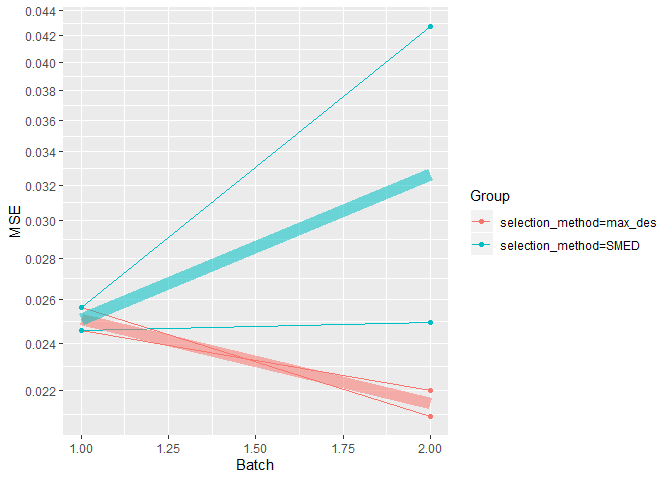 0.044
0.042
0.040
0.038
0.036
0.034
0.032
0.030
0.028
0.026
0.024
0.022
MSE
1.00 1.25 1.50 1.75 2.00
Batch
Group
selection_method=max_des
selection_method=SMED